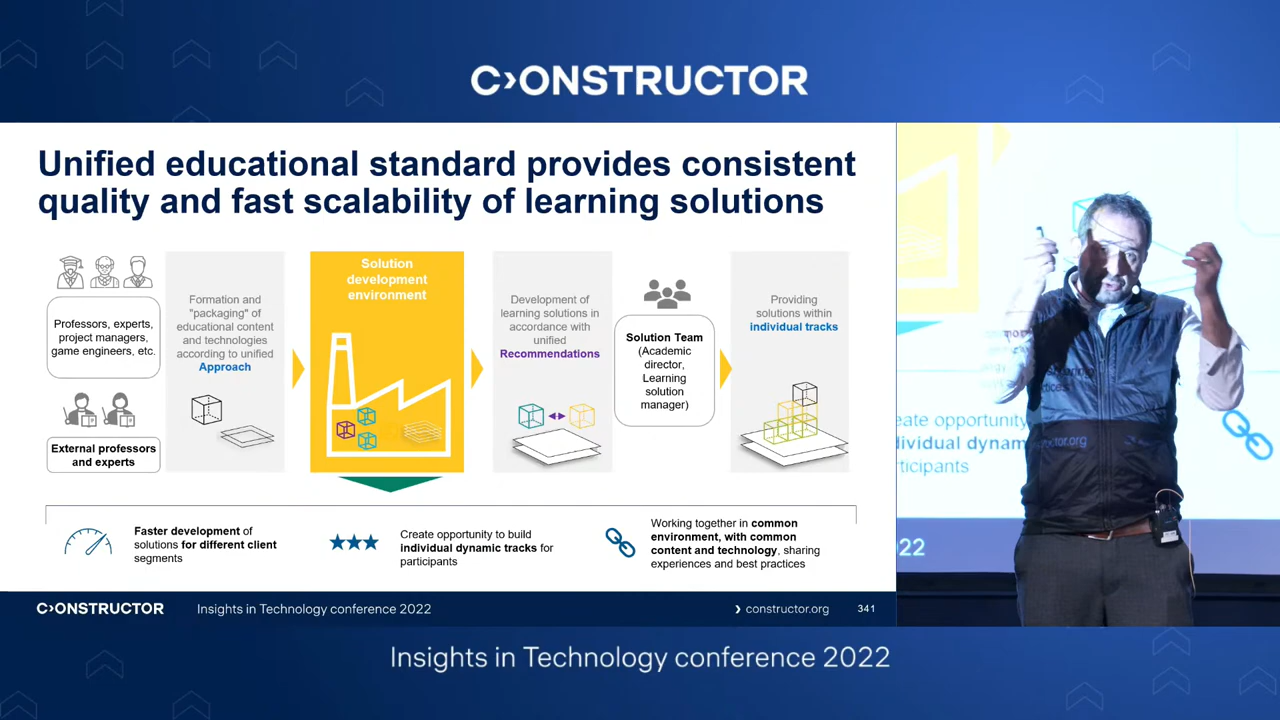 C›ONSTRUCTOR
Unified educational standard provides consistent
quality and fast scalability of learning solutions
Professors, experts,
project managers,
game engineers, etc.
External professors
and experts
Formation and
"packaging" of
educational content
and technologies
according to unified
Approach
Solution
development
environment
Development of
learning solutions in
accordance with
unified
Recommendations
Solution Team
(Academic
director,
Learning
solution
manager)
Providing
solutions within
individual tracks
Faster development of
solutions for different client
segments
Create opportunity to build
individual dynamic tracks for
participants
Working together in common
environment, with common
content and technology, sharing
experiences and best practices
C›ONSTRUCTOR
Insights in Technology conference 2022
› constructor.org
341
eate opportunity
dividual dynam
rticipants
22
Insights in Technology conference 2022